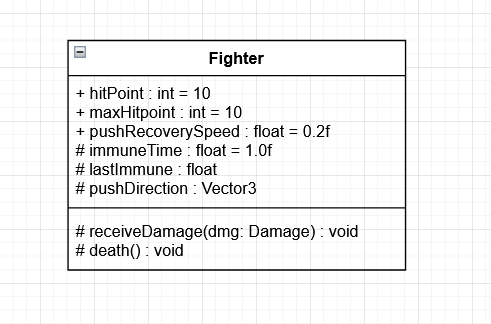 Fighter
+ hitPoint : int = 10
+ maxHitpoint : int = 10
+ pushRecoverySpeed : float = 0.2f
# immuneTime : float = 1.0f
# lastImmune : float
# pushDirection : Vector3
# receiveDamage(dmg: Damage) : void
# death() : void